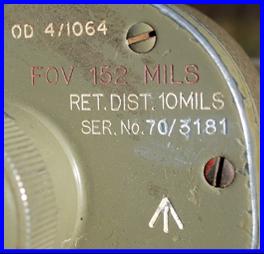 OD 4/1064
FOV 152 MILS
RET. DIST. 10MILS
SER. No. 70/3181